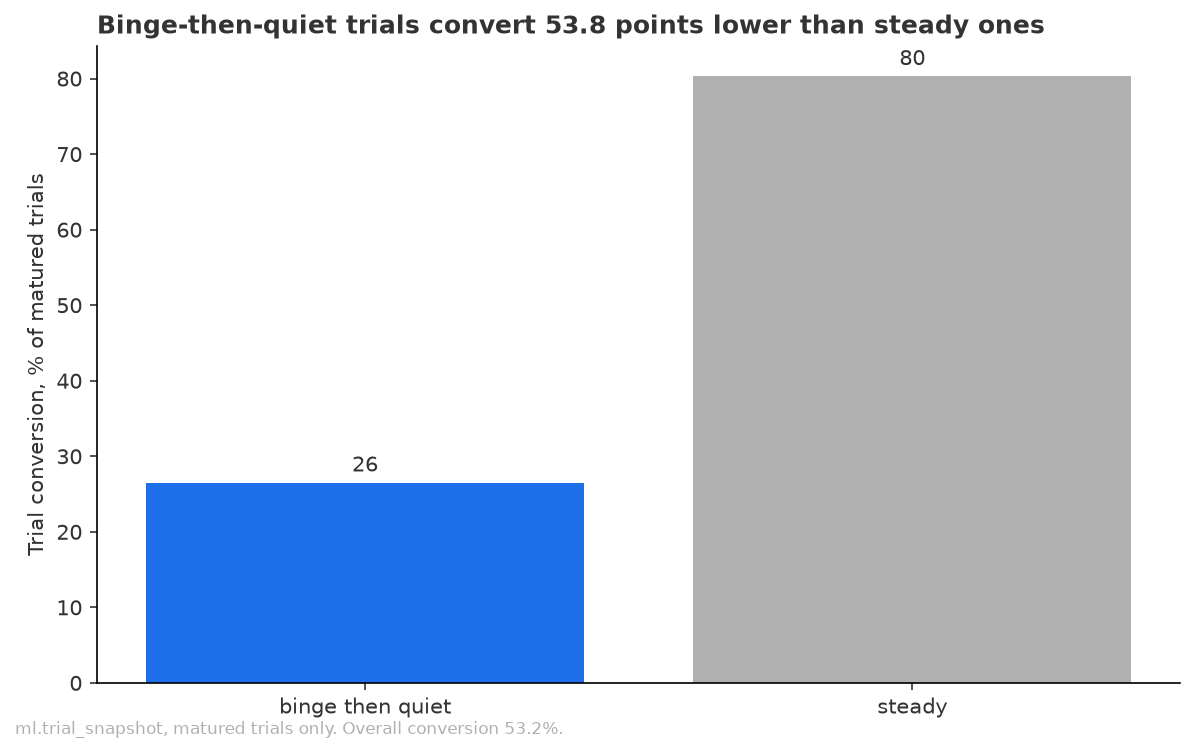 Binge-then-quiet trials convert 53.8 points lower than steady ones
Trial conversion, % of matured trials
80
70
60
50
40
30
20
10
0
26
80
binge then quiet
steady
ml.trial_snapshot, matured trials only. Overall conversion 53.2%.